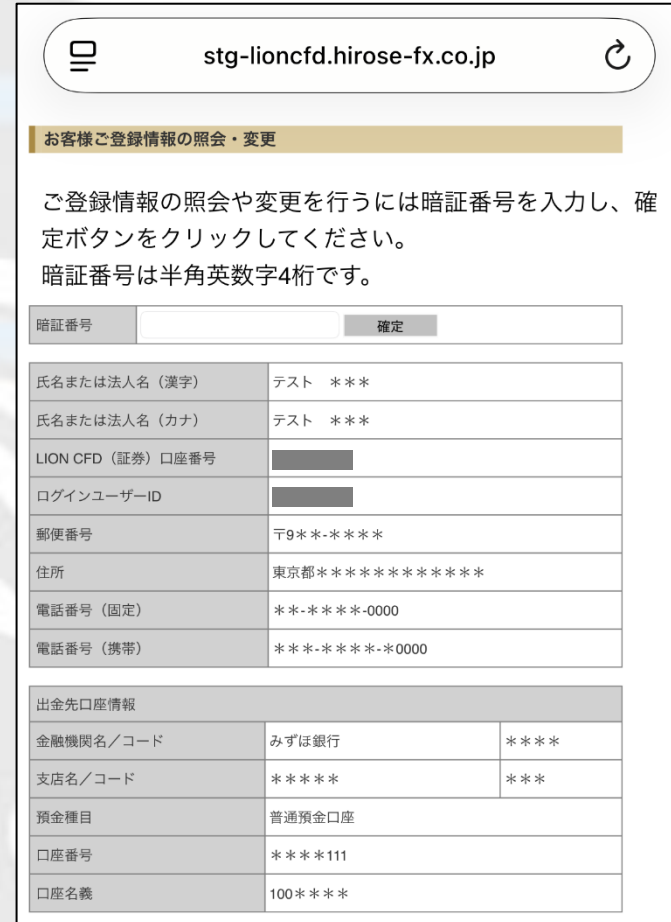 stg-lioncfd.hirose-fx.co.jp
お客様ご登録情報の照会・変更
ご登録情報の照会や変更を行うには暗証番号を入力し、確
定ボタンをクリックしてください。
暗証番号は半角英数字4桁です。
暗証番号 確定
氏名または法人名（漢字） テスト　＊＊＊
氏名または法人名（カナ） テスト　＊＊＊
LION CFD（証券）口座番号
ログインユーザーID
郵便番号 〒9＊＊-＊＊＊＊
住所 東京都＊＊＊＊＊＊＊＊＊＊＊＊
電話番号（固定） ＊＊-＊＊＊＊-0000
電話番号（携帯） ＊＊＊-＊＊＊＊-＊0000
出金先口座情報
金融機関名／コード みずほ銀行 ＊＊＊＊
支店名／コード ＊＊＊＊＊ ＊＊＊
預金種目 普通預金口座
口座番号 ＊＊＊＊111
口座名義 100＊＊＊＊